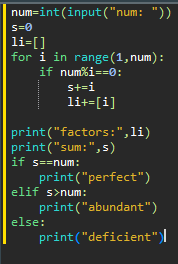 num=int(input("num: "))
s=0
li=[]
for i in range(1,num):
    if num%i==0:
        s+=i
        li+=[i]

print("factors:",li)
print("sum:",s)
if s==num:
    print("perfect")
elif s>num:
    print("abundant")
else:
    print("deficient")